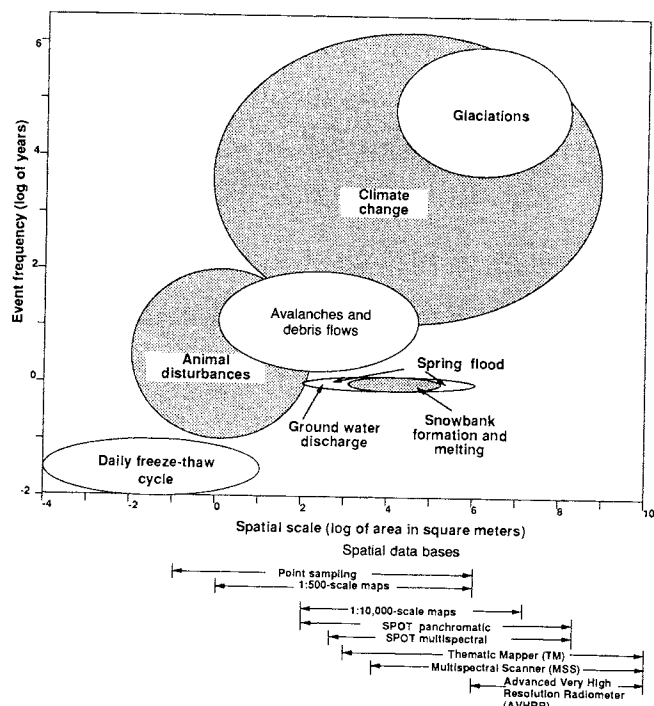 6
4
2
0
-2
Event frequency (log of years)
Glaciations
Climate
change
Avalanches and
debris flows
Animal
disturbances
Spring flood
Ground water
discharge
Snowbank
formation and
melting
Daily freeze-thaw
cycle
-4
-2
0
2
4
6
8
10
Spatial scale (log of area in square meters)
Spatial data bases
Point sampling
1:500-scale maps
1:10,000-scale maps
SPOT panchromatic
SPOT multispectral
Thematic Mapper (TM)
Multispectral Scanner (MSS)
Advanced Very High
Resolution Radiometer
(AVHRR)